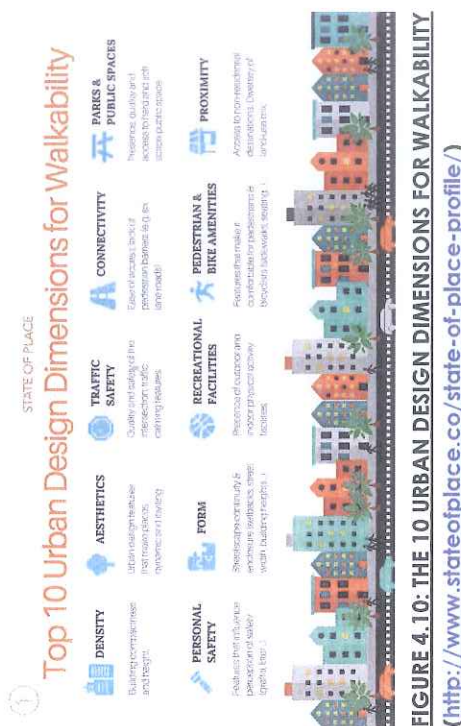 STATE OF PLACE
Top 10 Urban Design Dimensions for Walkability
DENSITY
Building compactness
and height.
AESTHETICS
Urban design features
that make places
dynamic and inviting
TRAFFIC
SAFETY
Quality and safety of the
intersection; traffic
calming features.
CONNECTIVITY
Ease of access; lack of
pedestrian barriers (e.g. six
lane roads)
PARKS &
PUBLIC SPACES
Presence, quality and
access to
public space
PERSONAL
SAFETY
Features that influence
perception of safety
(graffiti, litter...)
FORM
Streetscape continuity &
enclosure (setbacks, street
width, building heights...)
RECREATIONAL
FACILITIES
Presence of outdoor and
indoor physical activity
facilities.
PEDESTRIAN &
BIKE AMENITIES
Features that make it
comfortable for pedestrians &
bicyclists (sidewalks, seating...)
PROXIMITY
Access to non-residential
destinations. Diversity of
land use mix.
FIGURE 4.10: THE 10 URBAN DESIGN DIMENSIONS FOR WALKABILITY
(http://www.stateofplace.co/state-of-place-profile/)